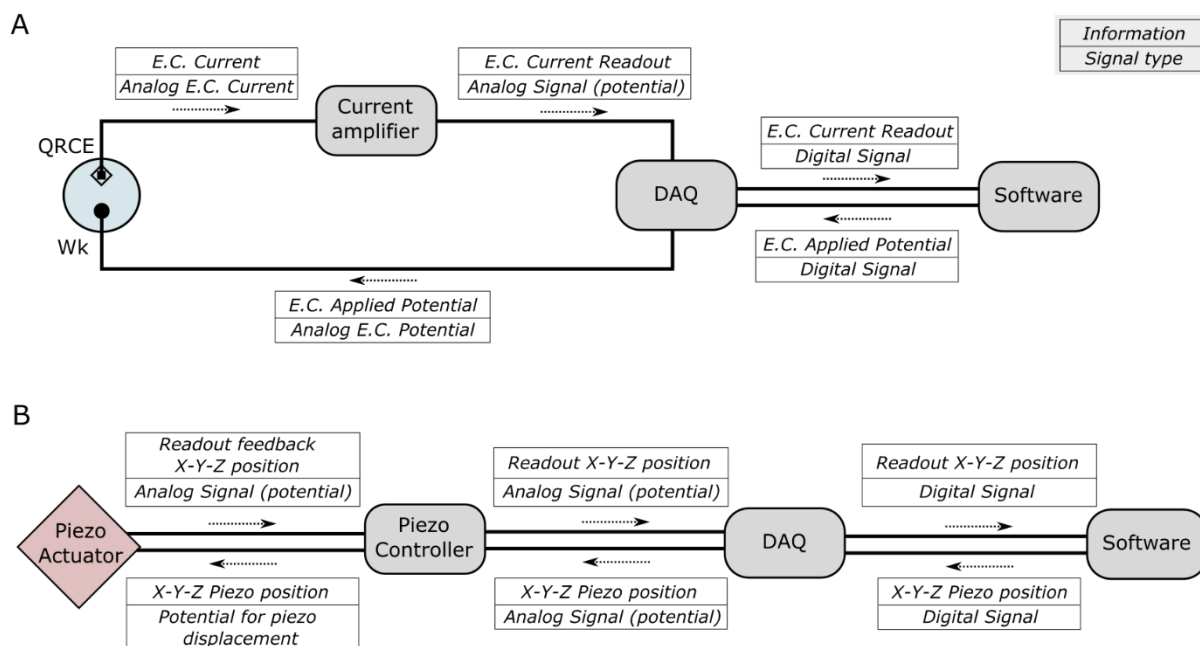 A
Information
Signal type
E.C. Current
Analog E.C. Current
E.C. Current Readout
Analog Signal (potential)
Current
amplifier
E.C. Current Readout
Digital Signal
QRCE
DAQ
Software
Wk
E.C. Applied Potential
Digital Signal
E.C. Applied Potential
Analog E.C. Potential
B
Readout feedback
X-Y-Z position
Analog Signal (potential)
Readout X-Y-Z position
Analog Signal (potential)
Readout X-Y-Z position
Digital Signal
Piezo
Actuator
Piezo
Controller
DAQ
Software
X-Y-Z Piezo position
Potential for piezo
displacement
X-Y-Z Piezo position
Analog Signal (potential)
X-Y-Z Piezo position
Digital Signal